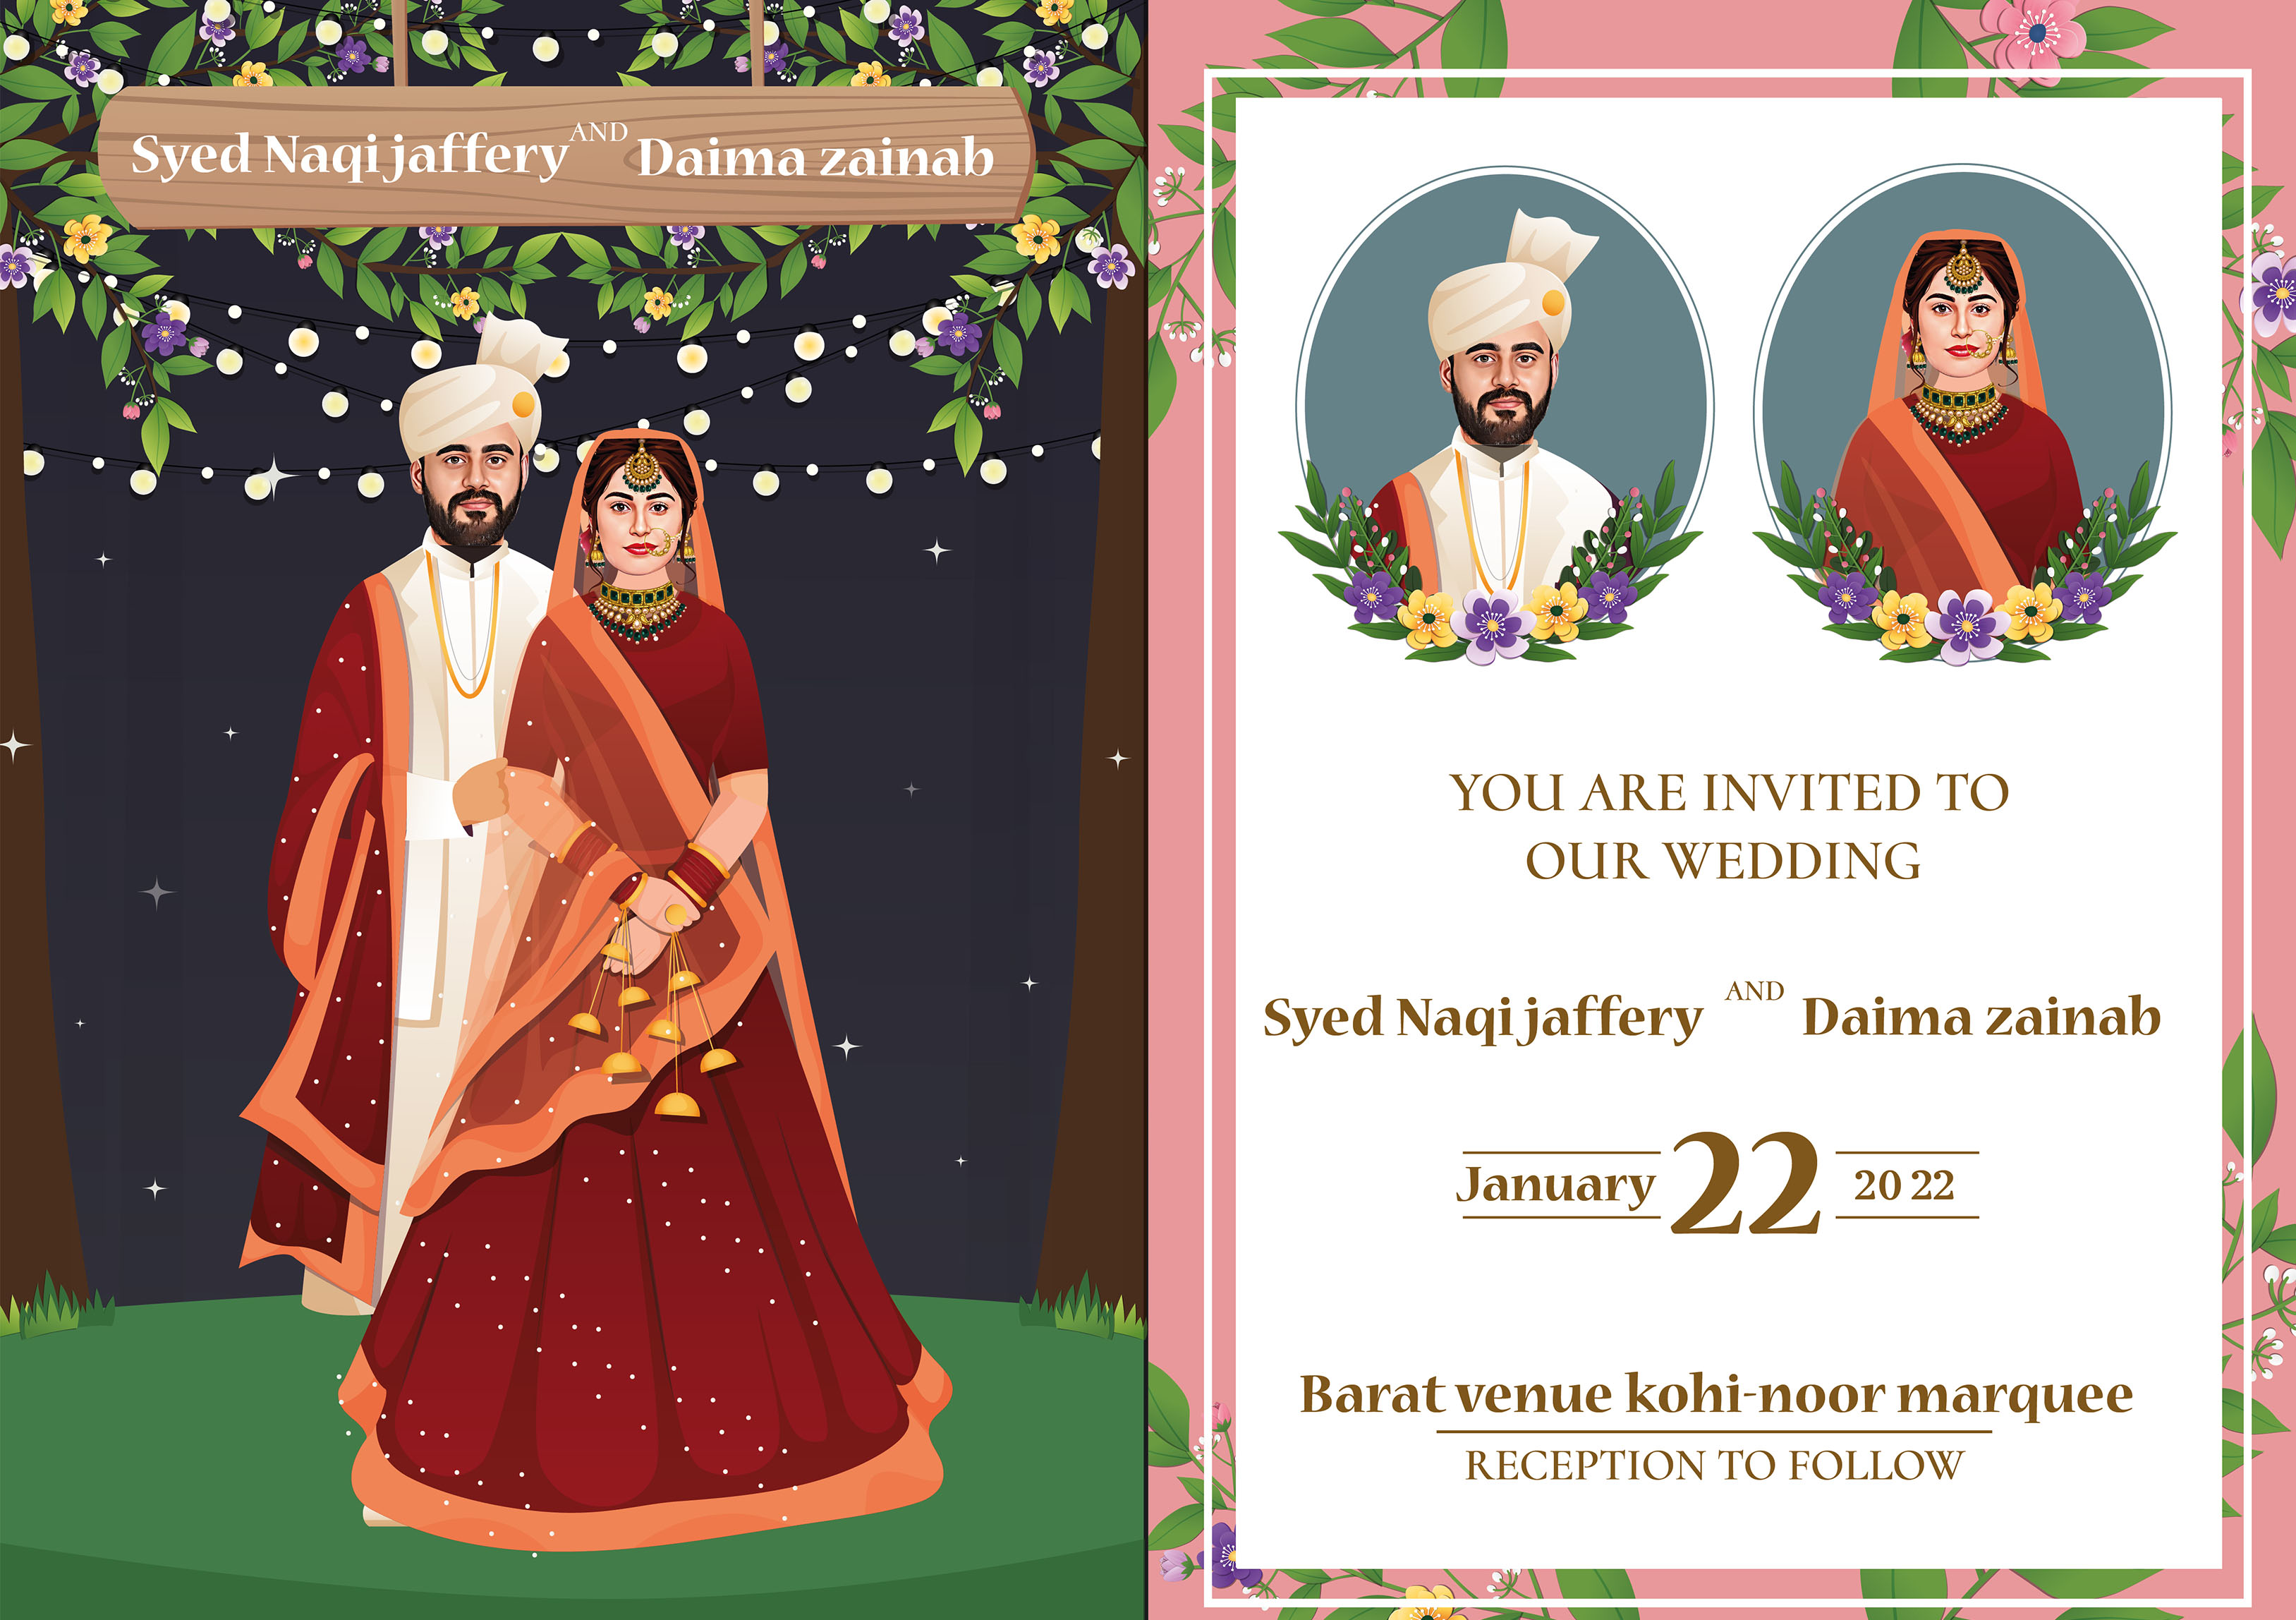 Syed Naqi jaffery AND Daima zainab
YOU ARE INVITED TO
OUR WEDDING
Syed Naqi jaffery AND Daima zainab
January 22 20 22
Barat venue kohi-noor marquee
RECEPTION TO FOLLOW